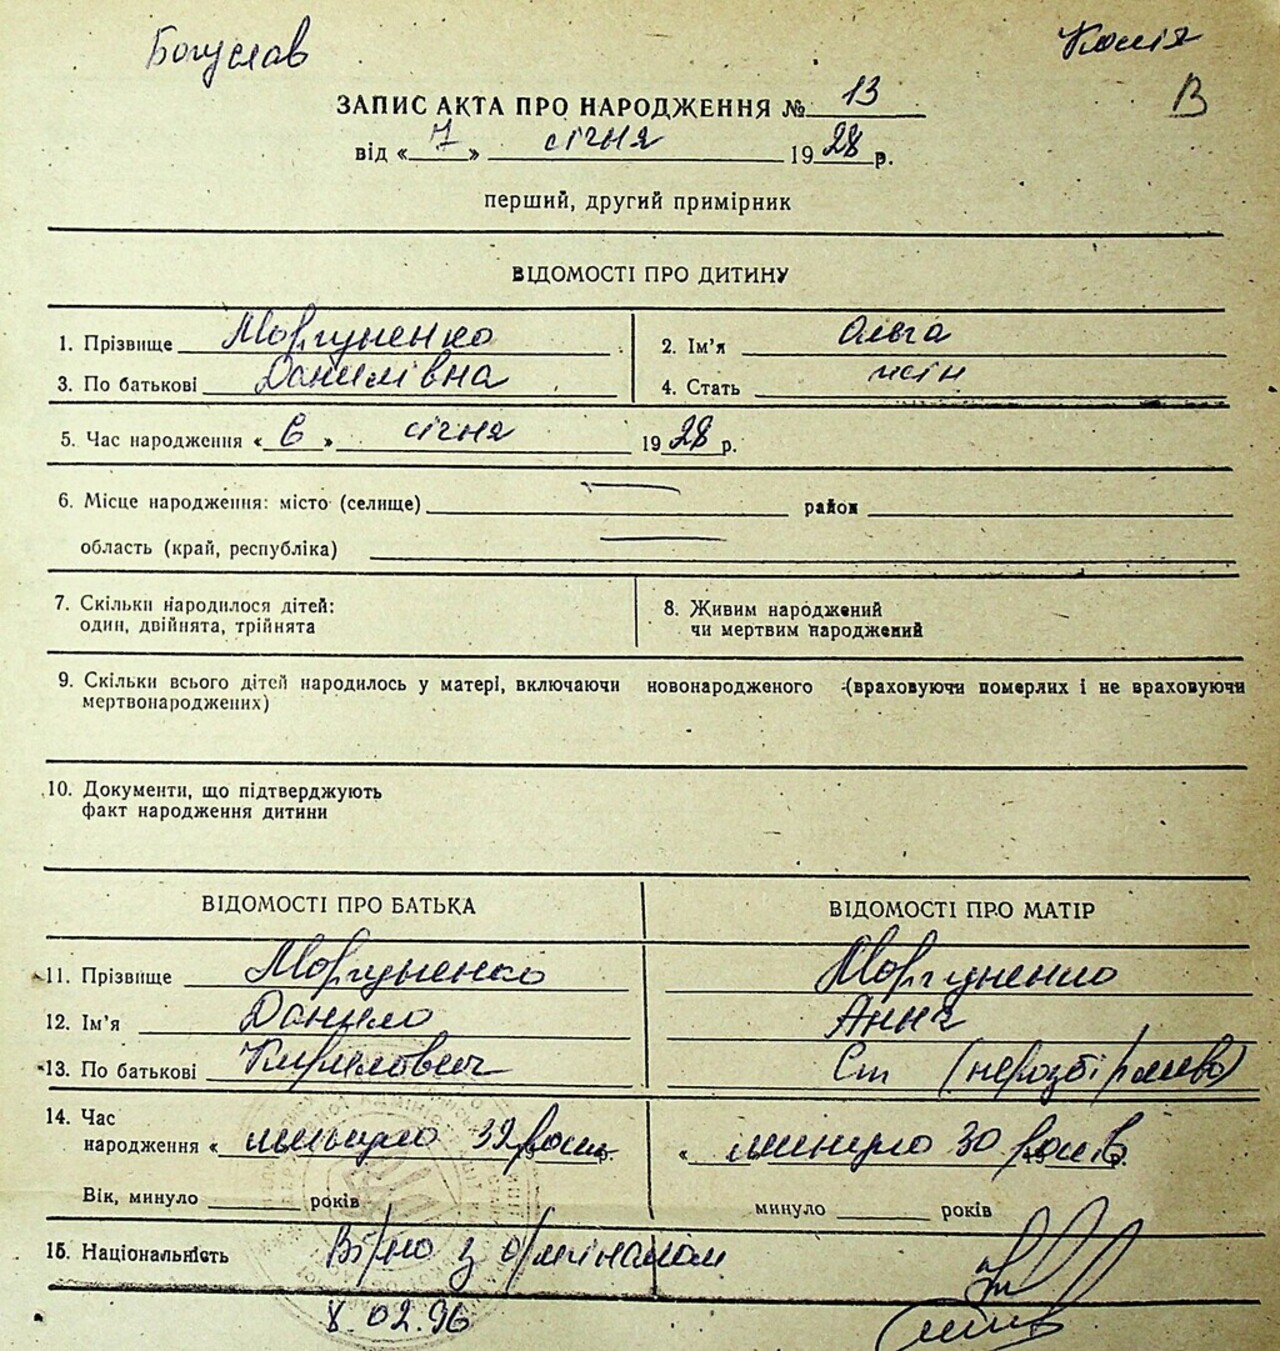 Богуслав
Копія
В
ЗАПИС АКТА ПРО НАРОДЖЕННЯ № 13
від « 7 » січня 1928 р.
перший, другий примірник
ВІДОМОСТІ ПРО ДИТИНУ
1. Прізвище Моргуненко 2. Ім'я Ольга
3. По батькові Данилівна 4. Стать жін
5. Час народження « 6 » січня 1928 р.
6. Місце народження: місто (селище) — район
область (край, республіка) —
7. Скільки народилося дітей: 8. Живим народжений
один, двійнята, трійнята чи мертвим народжений
9. Скільки всього дітей народилось у матері, включаючи новонародженого (враховуючи померлих і не враховуючи
мертвонароджених)
10. Документи, що підтверджують
факт народження дитини
ВІДОМОСТІ ПРО БАТЬКА ВІДОМОСТІ ПРО МАТІР
11. Прізвище Моргуненко Моргуненко
12. Ім'я Данило Анна
13. По батькові Кирилович Ст (нерозбірливо)
14. Час
народження « минуло 32 роки « минуло 30 років
Вік, минуло років минуло років
15. Національність Вірно з оригіналом
8.02.96